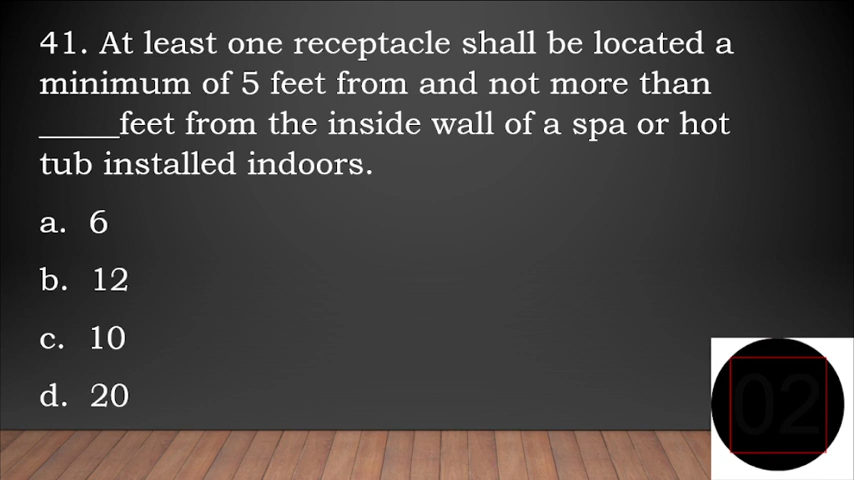 41. At least one receptacle shall be located a
minimum of 5 feet from and not more than
_____feet from the inside wall of a spa or hot
tub installed indoors.
a. 6
b. 12
c. 10
d. 20
02